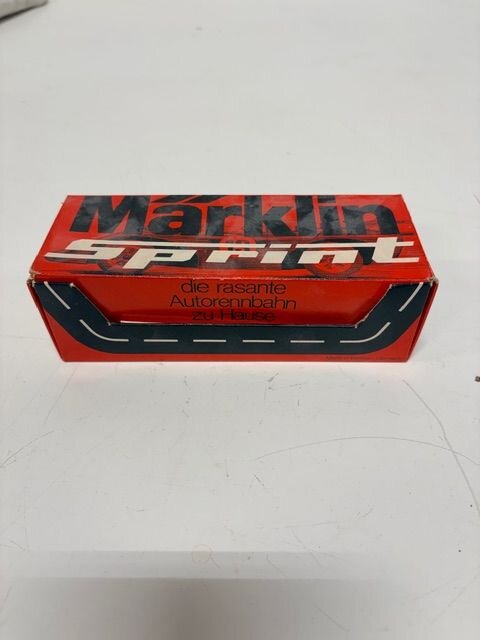 Märklin
sprint
die rasante
Autorennbahn
zu Hause